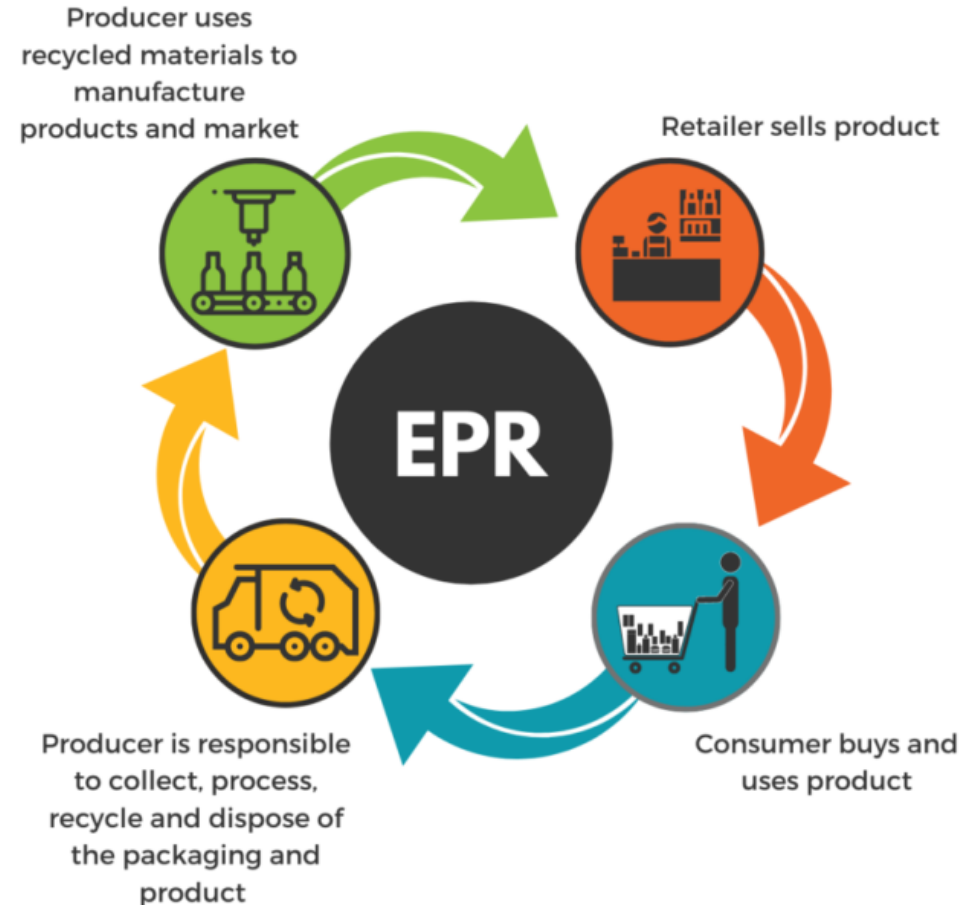 Producer uses
recycled materials to
manufacture
products and market
Retailer sells product
EPR
Producer is responsible
to collect, process,
recycle and dispose of
the packaging and
product
Consumer buys and
uses product